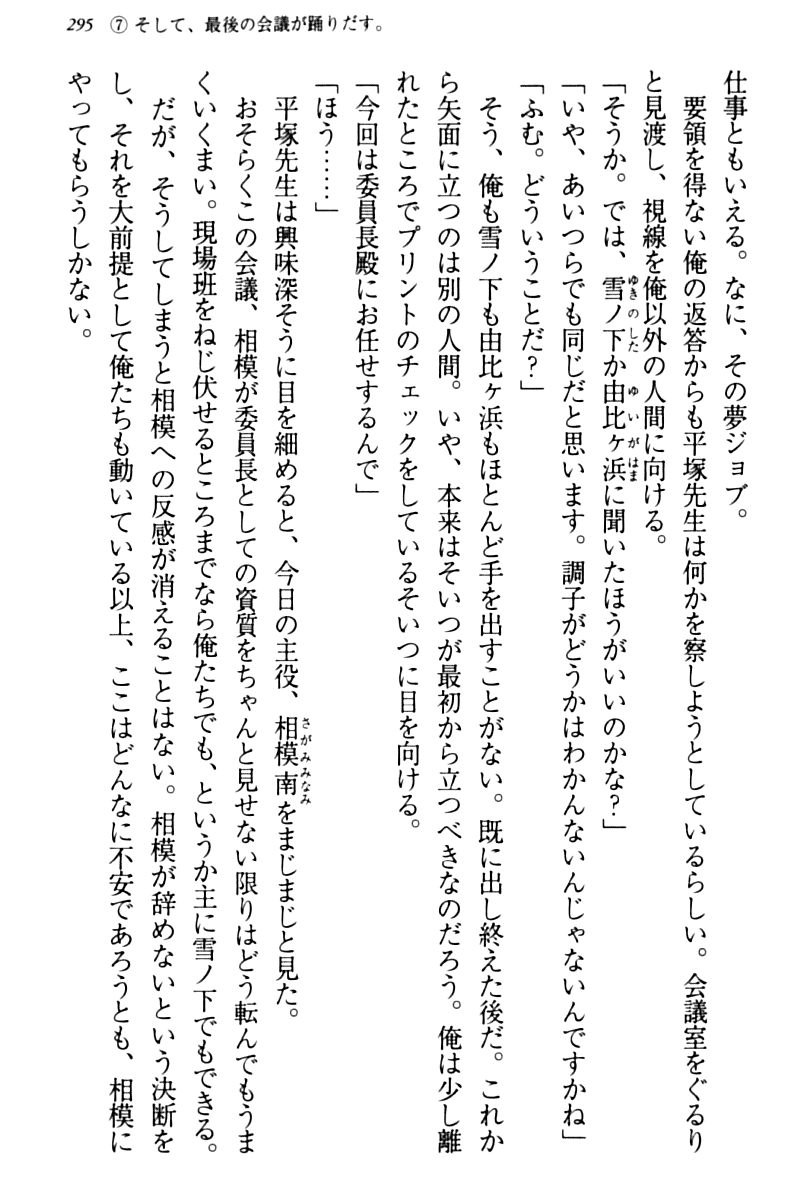 295 ⑦ そして、最後の会議が踊りだす。
仕事ともいえる。なに、その夢ジョブ。
　要領を得ない俺の返答からも平塚先生は何かを察しようとしているらしい。会議室をぐるり
と見渡し、視線を俺以外の人間に向ける。
「そうか。では、雪ノ下か由比ヶ浜に聞いたほうがいいのかな？」
「いや、あいつらでも同じだと思います。調子がどうかはわかんないんじゃないんですかね」
「ふむ。どういうことだ？」
　そう、俺も雪ノ下も由比ヶ浜もほとんど手を出すことがない。既に出し終えた後だ。これか
ら矢面に立つのは別の人間。いや、本来はそいつが最初から立つべきなのだろう。俺は少し離
れたところでプリントのチェックをしているそいつに目を向ける。
「今回は委員長殿にお任せするんで」
「ほう……」
　平塚先生は興味深そうに目を細めると、今日の主役、相模南をまじまじと見た。
　おそらくこの会議、相模が委員長としての資質をちゃんと見せない限りはどう転んでもうま
くいくまい。現場班をねじ伏せるところまでなら俺たちでも、というか主に雪ノ下でもできる。
　だが、そうしてしまうと相模への反感が消えることはない。相模が辞めないという決断を
し、それを大前提として俺たちも動いている以上、ここはどんなに不安であろうとも、相模に
やってもらうしかない。